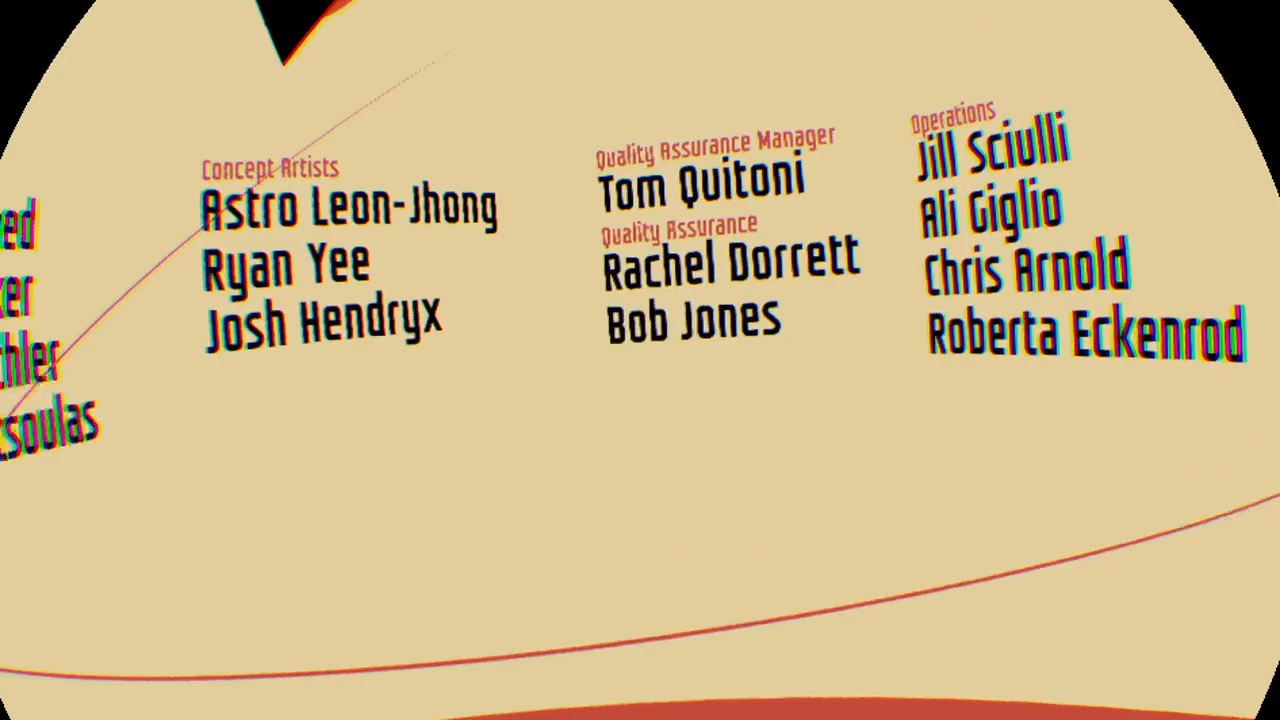 Concept Artists
Astro Leon-Jhong
Ryan Yee
Josh Hendryx
Quality Assurance Manager
Tom Quitoni
Quality Assurance
Rachel Dorrett
Bob Jones
Operations
Jill Sciulli
Ali Giglio
Chris Arnold
Roberta Eckenrod